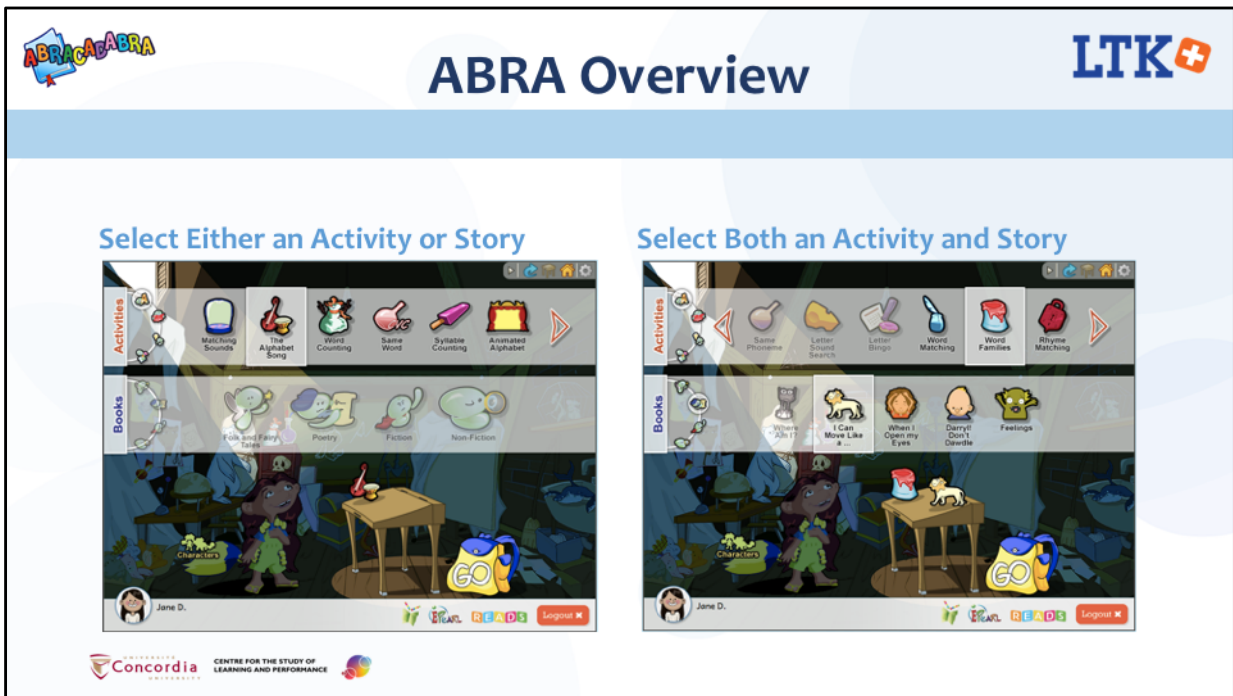 ABRACADABRA
ABRA Overview
LTK+
Select Either an Activity or Story
Select Both an Activity and Story
Activities
Matching
Sounds
The
Alphabet
Song
Word
Counting
CVC
Same
Word
Syllable
Counting
Animated
Alphabet
Books
Folk and Fairy
Tales
Poetry
Fiction
Non-Fiction
Characters
GO
Jane D.
READS
Logout ✖
Activities
Same
Phoneme
Letter
Sound
Search
Letter
Bingo
Word
Matching
Word
Families
Rhyme
Matching
Books
Where
Am I?
I Can
Move Like
a ...
When I
Open my
Eyes
Darryl!
Don't
Dawdle
Feelings
Characters
GO
Jane D.
READS
Logout ✖
UNIVERSITÉ
Concordia
UNIVERSITY
CENTRE FOR THE STUDY OF
LEARNING AND PERFORMANCE